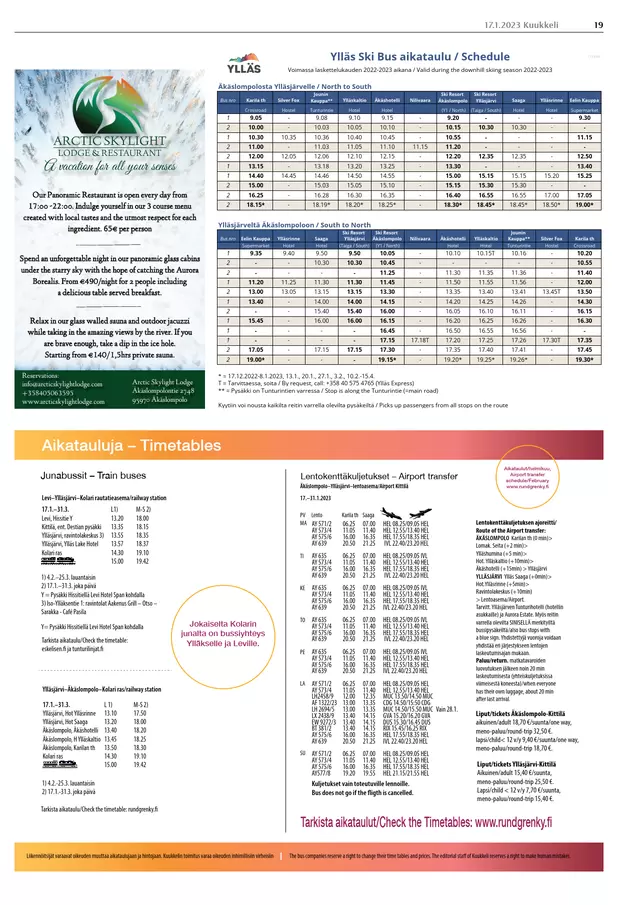 17.1.2023 Kuukkeli 19
ARCTIC SKYLIGHT
LODGE & RESTAURANT
A vacation for all your senses
Our Panoramic Restaurant is open every day from
17:00 -22:00. Indulge yourself in our 3 course menu
created with local tastes and the utmost respect for each
ingredient. 65€ per person
Spend an unforgettable night in our panoramic glass cabins
under the starry sky with the hope of catching the Aurora
Borealis. From €490/night for 2 people including
a delicious table served breakfast.
Relax in our glass walled sauna and outdoor jacuzzi
while taking in the amazing views by the river. If you
are brave enough, take a dip in the ice hole.
Starting from €140/1,5hrs private sauna.
Reservations:
info@arcticskylightlodge.com
+358405063595
www.arcticskylightlodge.com
Arctic Skylight Lodge
Äkäslompolontie 2748
95970 Äkäslompolo
YLLÄS
Ylläs Ski Bus aikataulu / Schedule
Voimassa laskettelukauden 2022-2023 aikana / Valid during the downhill skiing season 2022-2023
Äkäslompolosta Ylläsjärvelle / North to South
Bus nro Karila th Silver Fox Jounin Kauppa** Ylläskaltio Äkäshotelli Nilivaara Ski Resort Äkäslompolo Ski Resort Ylläsjärvi Saaga Ylläsrinne Eelin Kauppa
Crossroad Hostel Tunturintie Hotel Hotel (Y1 / North) (Taiga / South) Hotel Hotel Supermarket
1 9.05 - 9.08 9.10 9.15 - 9.20 - - - 9.30
2 10.00 - 10.03 10.05 10.10 - 10.15 10.30 10.30 - -
1 10.30 10.35 10.36 10.40 10.45 - 10.55 - - - 11.15
2 11.00 - 11.03 11.05 11.10 11.15 11.20 - - - -
2 12.00 12.05 12.06 12.10 12.15 - 12.20 12.35 12.35 - 12.50
1 13.15 - 13.18 13.20 13.25 - 13.30 - - - 13.40
1 14.40 14.45 14.46 14.50 14.55 - 15.00 15.15 15.15 15.20 15.25
2 15.00 - 15.03 15.05 15.10 - 15.15 15.30 15.30 - -
2 16.25 - 16.28 16.30 16.35 - 16.40 16.55 16.55 17.00 17.05
2 18.15* - 18.19* 18.20* 18.25* - 18.30* 18.45* 18.45* 18.50* 19.00*
Ylläsjärveltä Äkäslompoloon / South to North
Bus nro Eelin Kauppa Ylläsrinne Saaga Ski Resort Ylläsjärvi Ski Resort Äkäslompolo Nilivaara Äkäshotelli Ylläskaltio Jounin Kauppa** Silver Fox Karila th
Supermarket Hotel Hotel (Taiga / South) (Y1 / North) Hotel Hotel Tunturintie Hostel Crossroad
1 9.35 9.40 9.50 9.50 10.05 - 10.10 10.15T 10.16 - 10.20
2 - - 10.30 10.30 10.45 - - - - - 10.55
2 - - - - 11.25 - 11.30 11.35 11.36 - 11.40
1 11.20 11.25 11.30 11.30 11.45 - 11.50 11.55 11.56 - 12.00
2 13.00 13.05 13.15 13.15 13.30 - 13.35 13.40 13.41 13.45T 13.50
1 13.40 - 14.00 14.00 14.15 - 14.20 14.25 14.26 - 14.30
2 - - 15.40 15.40 16.00 - 16.05 16.10 16.11 - 16.15
1 15.45 - 16.00 16.00 16.15 - 16.20 16.25 16.26 - 16.30
1 - - - - 16.45 - 16.50 16.55 16.56 - -
1 - - - - 17.15 17.18T 17.20 17.25 17.26 17.30T 17.35
2 17.05 - 17.15 17.15 17.30 - 17.35 17.40 17.41 - 17.45
2 19.00* - - - 19.15* - 19.20* 19.25* 19.26* - 19.30*
* = 17.12.2022-8.1.2023, 13.1., 20.1., 27.1., 3.2., 10.2.-15.4.
T = Tarvittaessa, soita / By request, call: +358 40 575 4765 (Ylläs Express)
** = Pysäkki on Tunturintien varressa / Stop is along the Tunturintie (=main road)
Kyytiin voi nousta kaikilta reitin varrella olevilta pysäkeiltä / Picks up passengers from all stops on the route
Aikatauluja – Timetables
Junabussit – Train buses
Levi–Ylläsjärvi–Kolari rautatieasema/railway station
17.1.–31.3. L1) M-S 2)
Levi, Hissitie Y 13.20 18.00
Kittilä, ent. Destian pysäkki 13.35 18.15
Ylläsjärvi, ravintolakeskus 3) 13.55 18.35
Ylläsjärvi, Ylläs Lake Hotel 13.57 18.37
Kolari ras 14.30 19.10
15.00 19.42
1) 4.2.–25.3. lauantaisin
2) 17.1.–31.3. joka päivä
Y = Pysäkki Hissitiellä Levi Hotel Span kohdalla
3) Iso-Ylläksentie 1: ravintolat Aakenus Grill – Otso –
Sarakka - Café Pasila
Y= Pysäkki Hissitiellä Levi Hotel Span kohdalla
Tarkista aikataulu/Check the timetable:
eskelisen.fi ja tunturilinjat.fi
Jokaiselta Kolarin
junalta on bussiyhteys
Ylläkselle ja Leville.
Ylläsjärvi–Äkäslompolo–Kolari ras/railway station
17.1.–31.3. L 1) M-S 2)
Ylläsjärvi, Hot Ylläsrinne 13.10 17.50
Ylläsjärvi, Hot Saaga 13.20 18.00
Äkäslompolo, Äkäshotelli 13.40 18.20
Äkäslompolo, H Ylläskaltio 13.45 18.25
Äkäslompolo, Karilan th 13.50 18.30
Kolari ras 14.30 19.10
15.00 19.42
1) 4.2.-25.3. lauantaisin
2) 17.1.-31.3. joka päivä
Tarkista aikataulu/Check the timetable: rundgrenky.fi
Lentokenttäkuljetukset – Airport transfer
Äkäslompolo–Ylläsjärvi–lentoasema/Airport Kittilä
17.–31.1.2023
PV Lento Karila th Saaga
MA AY 571/2 06.25 07.00 HEL 08.25/09.05 HEL
AY 573/4 11.05 11.40 HEL 12.55/13.40 HEL
AY 575/6 16.00 16.35 HEL 17.55/18.35 HEL
AY 639 20.50 21.25 IVL 22.40/23.20 HEL
TI AY 635 06.25 07.00 HEL 08.25/09.05 IVL
AY 573/4 11.05 11.40 HEL 12.55/13.40 HEL
AY 575/6 16.00 16.35 HEL 17.55/18.35 HEL
AY 639 20.50 21.25 IVL 22.40/23.20 HEL
KE AY 635 06.25 07.00 HEL 08.25/09.05 IVL
AY 573/4 11.05 11.40 HEL 12.55/13.40 HEL
AY 575/6 16.00 16.35 HEL 17.55/18.35 HEL
AY 639 20.50 21.25 IVL 22.40/23.20 HEL
TO AY 635 06.25 07.00 HEL 08.25/09.05 IVL
AY 573/4 11.05 11.40 HEL 12.55/13.40 HEL
AY 575/6 16.00 16.35 HEL 17.55/18.35 HEL
AY 639 20.50 21.25 IVL 22.40/23.20 HEL
PE AY 635 06.25 07.00 HEL 08.25/09.05 IVL
AY 573/4 11.05 11.40 HEL 12.55/13.40 HEL
AY 575/6 16.00 16.35 HEL 17.55/18.35 HEL
AY 639 20.50 21.25 IVL 22.40/23.20 HEL
LA AY 571/2 06.25 07.00 HEL 08.25/09.05 HEL
AY 573/4 11.05 11.40 HEL 12.55/13.40 HEL
LH2458/9 12.00 12.35 MUC 13.50/14.50 MUC
AF 1322/23 13.00 13.35 CDG 14.50/15.50 CDG
LH 2694/5 13.00 13.35 MUC 14.50/15.50 MUC Vain 28.1.
LX 2438/9 13.40 14.15 GVA 15.20/16.20 GVA
EW 9272/3 13.40 14.15 DUS 15.30/16.45 DUS
BT 381/2 13.40 14.15 RIX 15.45/16.25 RIX
AY 575/6 16.00 16.35 HEL 17.55/18.35 HEL
AY 639 20.50 21.25 IVL 22.40/23.20 HEL
SU AY 571/2 06.25 07.00 HEL 08.25/09.05 HEL
AY 573/4 11.05 11.40 HEL 12.55/13.40 HEL
AY 575/6 16.00 16.35 HEL 17.55/18.35 HEL
AY577/8 19.20 19.55 HEL 21.15/21.55 HEL
Kuljetukset vain toteutuville lennoille.
Bus does not go if the fligth is cancelled.
Aikataulut/helmikuu,
Airport transfer
schedule/February
www.rundgrenky.fi
Lentokenttäkuljetuksen ajoreitti/
Route of the Airport transfer:
ÄKÄSLOMPOLO Karilan th (0 min)>
Lomak. Seita (+2 min)>
Ylläshumina (+5 min)>
Hot. Ylläskaltio (+10min)>
Äkäshotelli (+15min) > Ylläsjärvi
YLLÄSJÄRVI Ylläs Saaga (+0min)>
Hot.Ylläsrinne (+5min)>
Ravintolakeskus (+10min)
> Lentoasema/Airport.
Tarvitt. Ylläsjärven Tunturihotelli (hotellin
asiakkaille) ja Aurora Estate. Myös reitin
varrella olevilta SINISELLÄ merkityiltä
bussipysäkeiltä/also bus stops with
a blue sign. Yhdistettyjä vuoroja voidaan
yhdistää eri järjestykseen lentojen
laskeutumisajan mukaan.
Paluu/return. matkatavaroiden
luovutuksen jälkeen noin 20 min
laskeutumisesta (yhteiskuljetuksissa
viimeisestä koneesta)/when everyone
has their own luggage, about 20 min
after last arrival.
Liput/tickets Äkäslompolo-Kittilä
aikuinen/adult 18,70 €/suunta/one way,
meno-paluu/round-trip 32,50 €.
lapsi/child< 12 v/y 9,40 €/suunta/one way,
meno-paluu/round-trip 18,70 €.
Liput/tickets Ylläsjärvi-Kittilä
Aikuinen/adult 15,40 €/suunta,
meno-paluu/round-trip 25,50 €.
Lapsi/child < 12 v/y 7,70 €/suunta,
meno-paluu/round-trip 15,40 €.
Tarkista aikataulut/Check the Timetables: www.rundgrenky.fi
Liikennöitsijät varaavat oikeuden muuttaa aikataulujaan ja hintojaan. Kuukkelin toimitus varaa oikeuden inhimillisiin virheisiin | The bus companies reserve a right to change their time tables and prices. The editorial staff of Kuukkeli reserves a right to make human mistakes.